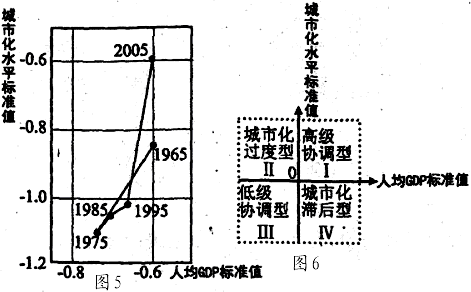 城市化水平标准值
-0.6
-0.8
-1.0
-1.2
2005
1965
1985
1995
1975
-0.8
-0.6
人均GDP标准值
图5
城市化水平标准值
城市化
过度型
II
高级
协调型
I
0
人均GDP标准值
低级
协调型
III
城市化
滞后型
IV
图6